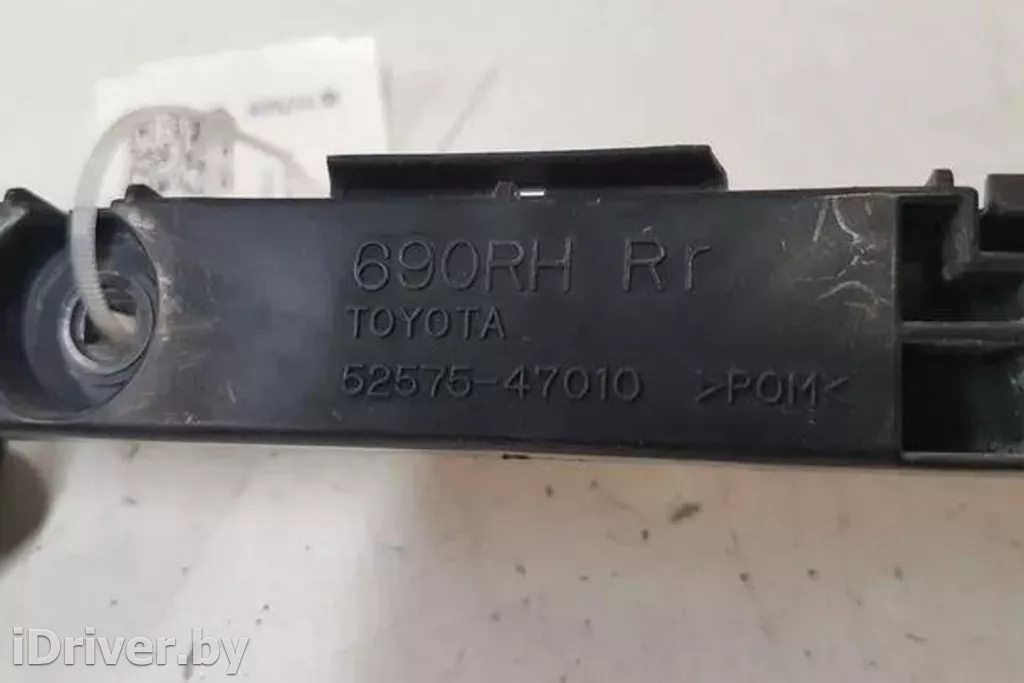 690RH Rr
TOYOTA
52575-47010 >POM<
iDriver.by